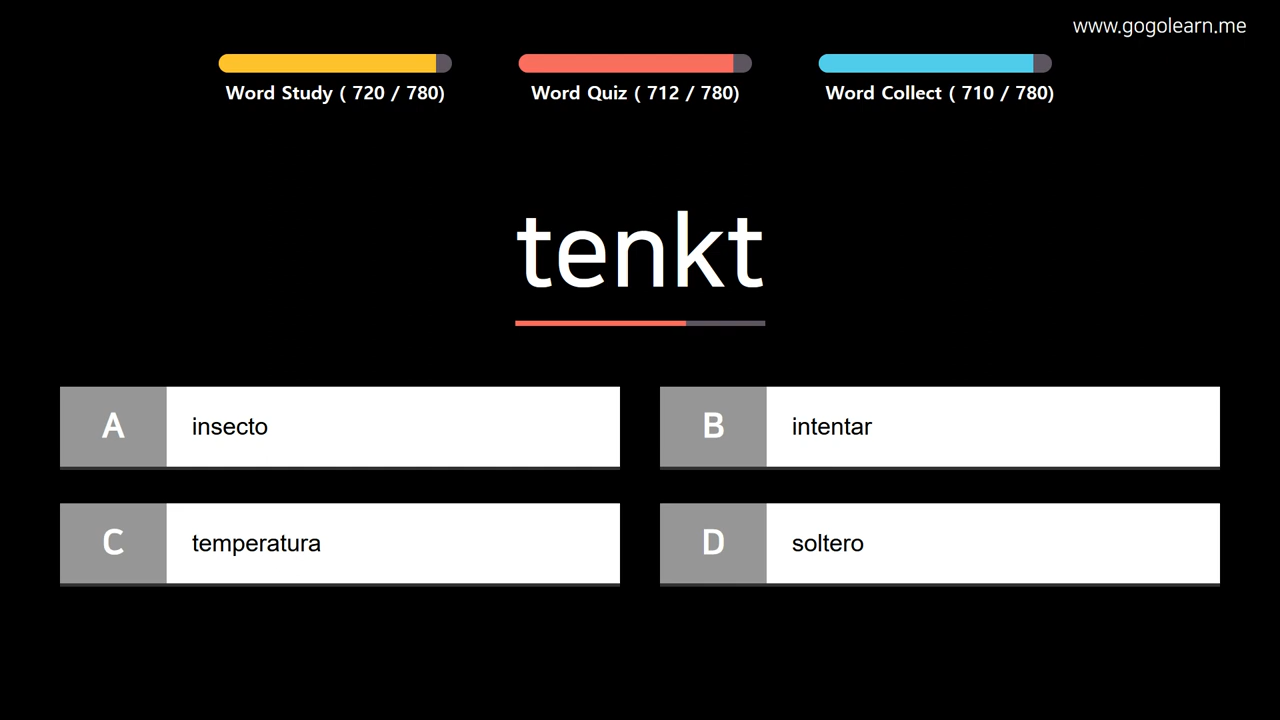 www.gogolearn.me
Word Study ( 720 / 780)
Word Quiz ( 712 / 780)
Word Collect ( 710 / 780)
tenkt
A insecto
B intentar
C temperatura
D soltero